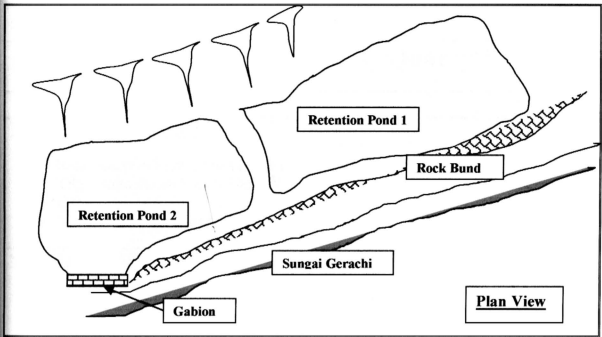 Retention Pond 1
Rock Bund
Retention Pond 2
Sungai Gerachi
Gabion
Plan View